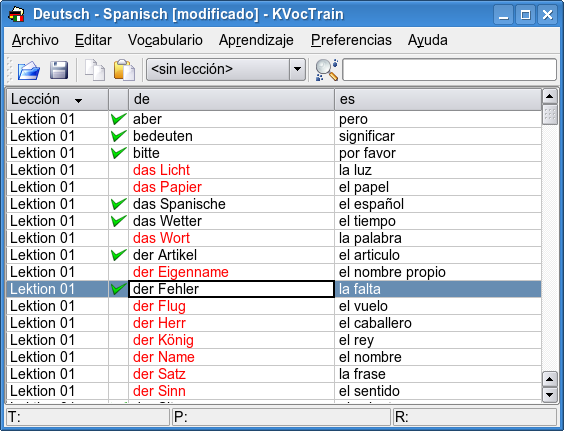 Deutsch - Spanisch [modificado] - KVocTrain
Archivo Editar Vocabulario Aprendizaje Preferencias Ayuda
<sin lección>
Lección de es
Lektion 01 aber pero
Lektion 01 bedeuten significar
Lektion 01 bitte por favor
Lektion 01 das Licht la luz
Lektion 01 das Papier el papel
Lektion 01 das Spanische el español
Lektion 01 das Wetter el tiempo
Lektion 01 das Wort la palabra
Lektion 01 der Artikel el articulo
Lektion 01 der Eigenname el nombre propio
Lektion 01 der Fehler la falta
Lektion 01 der Flug el vuelo
Lektion 01 der Herr el caballero
Lektion 01 der König el rey
Lektion 01 der Name el nombre
Lektion 01 der Satz la frase
Lektion 01 der Sinn el sentido
Lektion 01
T: P: R: